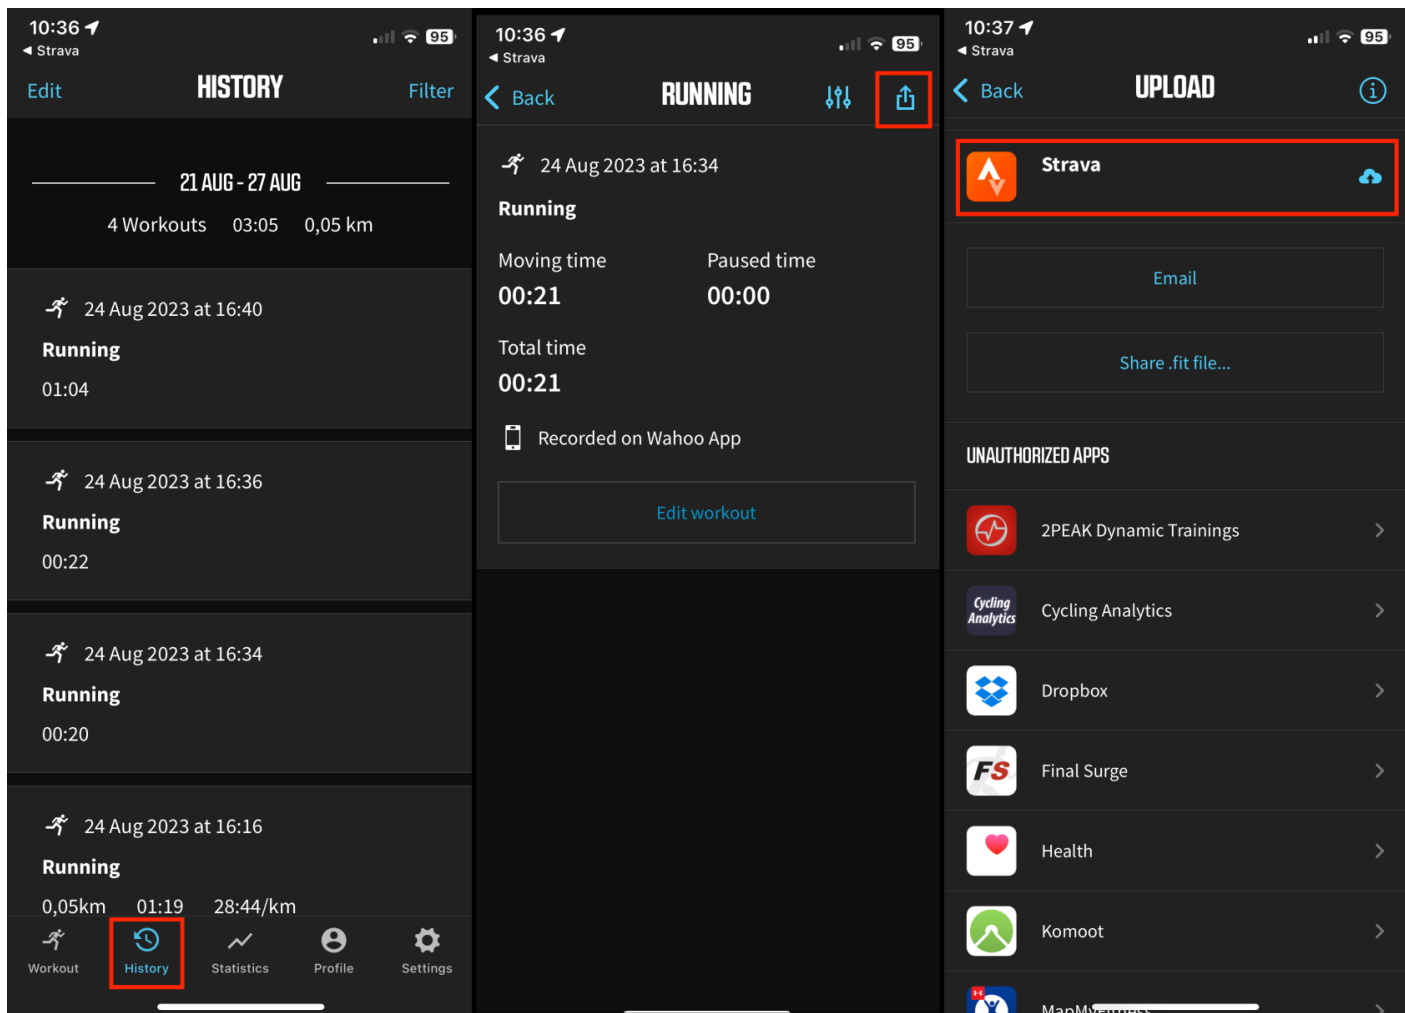 10:36
◀ Strava
95
Edit
HISTORY
Filter
21 AUG - 27 AUG
4 Workouts 03:05 0,05 km
24 Aug 2023 at 16:40
Running
01:04
24 Aug 2023 at 16:36
Running
00:22
24 Aug 2023 at 16:34
Running
00:20
24 Aug 2023 at 16:16
Running
0,05km 01:19 28:44/km
Workout
History
Statistics
Profile
Settings
10:36
◀ Strava
95
Back
RUNNING
24 Aug 2023 at 16:34
Running
Moving time Paused time
00:21 00:00
Total time
00:21
Recorded on Wahoo App
Edit workout
10:37
◀ Strava
95
Back
UPLOAD
i
Strava
Email
Share .fit file...
UNAUTHORIZED APPS
2PEAK Dynamic Trainings
Cycling
Analytics
Cycling Analytics
Dropbox
FS
Final Surge
Health
Komoot